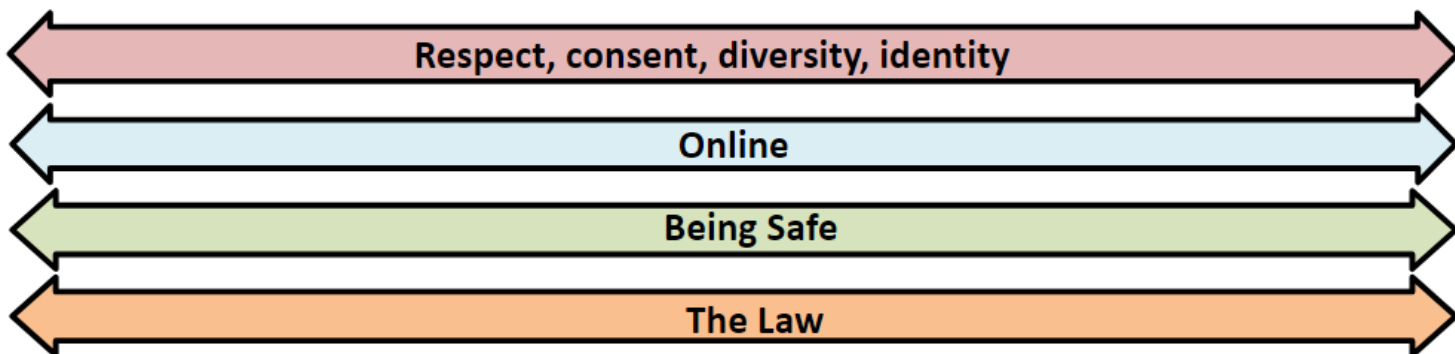 Respect, consent, diversity, identity
Online
Being Safe
The Law